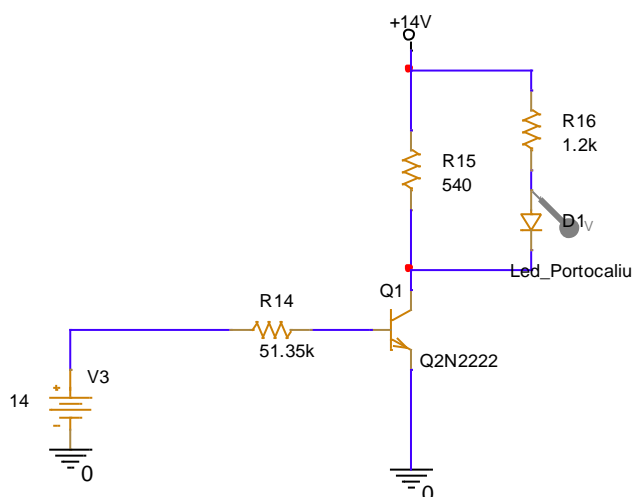 +14V
R16
1.2k
R15
540
D1
V
Led_Portocaliu
Q1
R14
51.35k
Q2N2222
V3
14
+
-
0
0